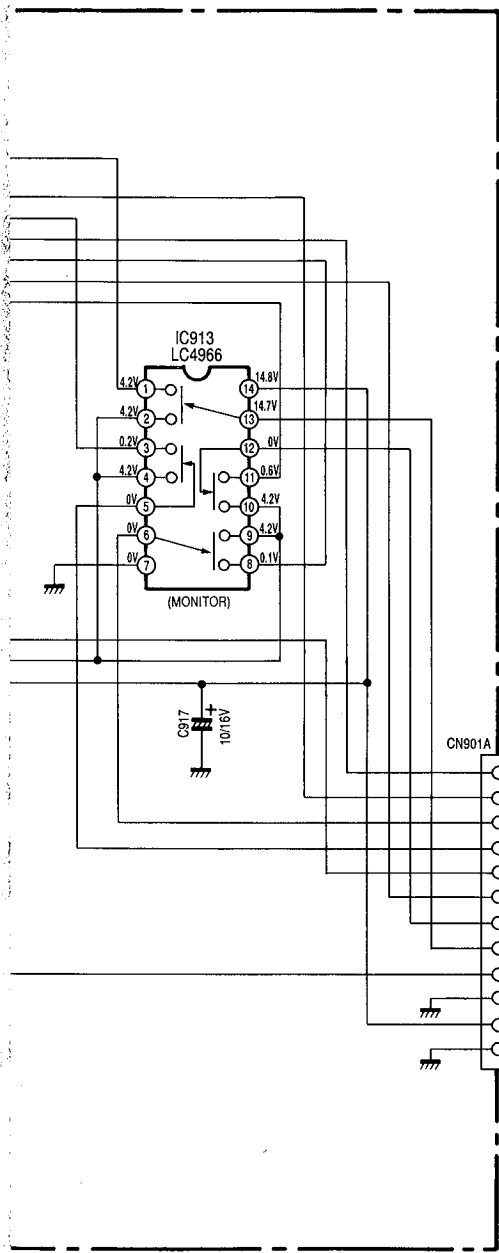 IC913
LC4966
4.2V 1 14 14.8V
4.2V 2 13 14.7V
0.2V 3 12 0V
4.2V 4 11 0.6V
0V 5 10 4.2V
0V 6 9 4.2V
0V 7 8 0.1V
(MONITOR)
C917
+
10/16V
CN901A